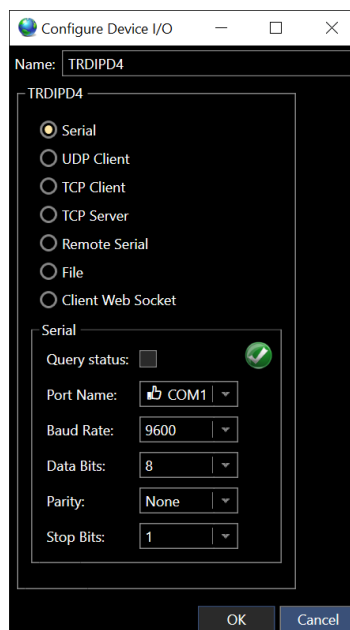 Configure Device I/O
Name: TRDIPD4
TRDIPD4
Serial
UDP Client
TCP Client
TCP Server
Remote Serial
File
Client Web Socket
Serial
Query status:
Port Name: COM1
Baud Rate: 9600
Data Bits: 8
Parity: None
Stop Bits: 1
OK Cancel